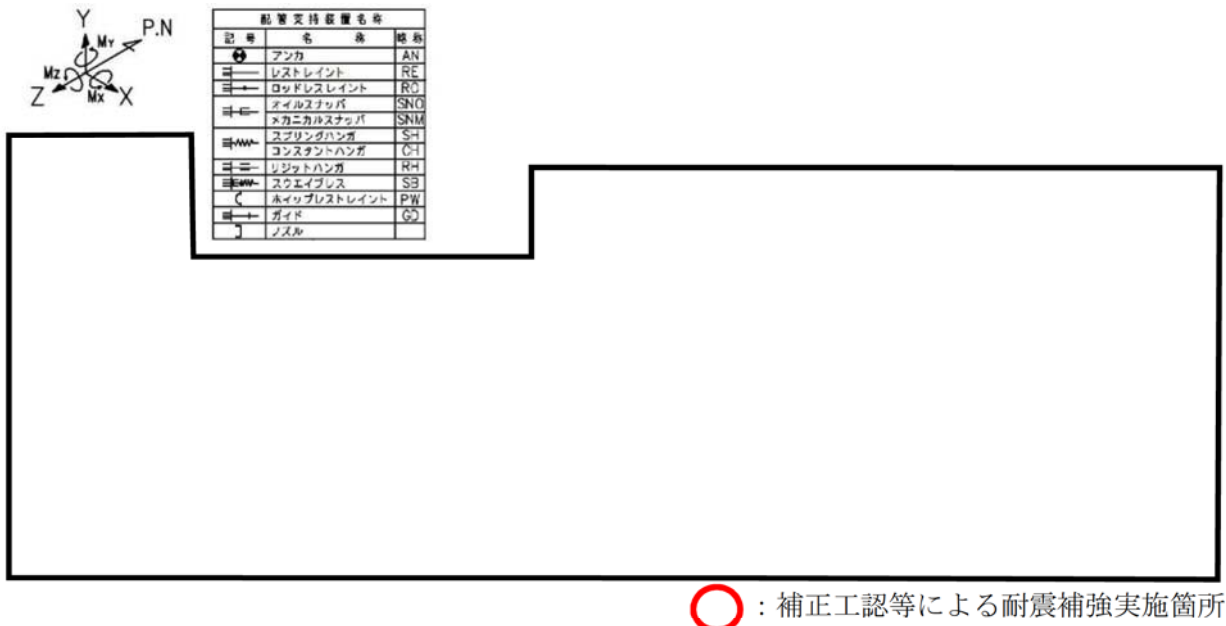 Y
P.N
MY
MZ
Z
MX
X
配管支持装置名称
記号 名称 略称
アンカ AN
レストレイント RE
ロッドレスレイント RO
オイルスナッバ SNO
メカニカルスナッバ SNM
スプリングハンガ SH
コンスタントハンガ CH
リジットハンガ RH
スウエイブレス SB
ホイップレストレイント PW
ガイド GD
ノズル
：補正工認等による耐震補強実施箇所